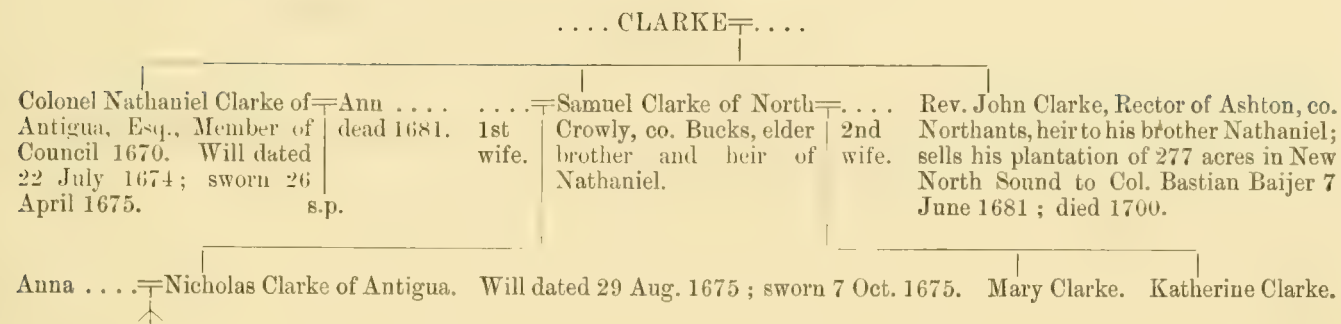 .... CLARKE=....
Colonel Nathaniel Clarke of=Ann ....
Antigua, Esq., Member of
Council 1670. Will dated
22 July 1674; sworn 26
April 1675.
dead 1681.
s.p.
....=Samuel Clarke of North=....
1st
wife.
Crowly, co. Bucks, elder
brother and heir of
Nathaniel.
2nd
wife.
Rev. John Clarke, Rector of Ashton, co.
Northants, heir to his brother Nathaniel;
sells his plantation of 277 acres in New
North Sound to Col. Bastian Baijer 7
June 1681; died 1700.
Anna ....=Nicholas Clarke of Antigua. Will dated 29 Aug. 1675; sworn 7 Oct. 1675. Mary Clarke. Katherine Clarke.